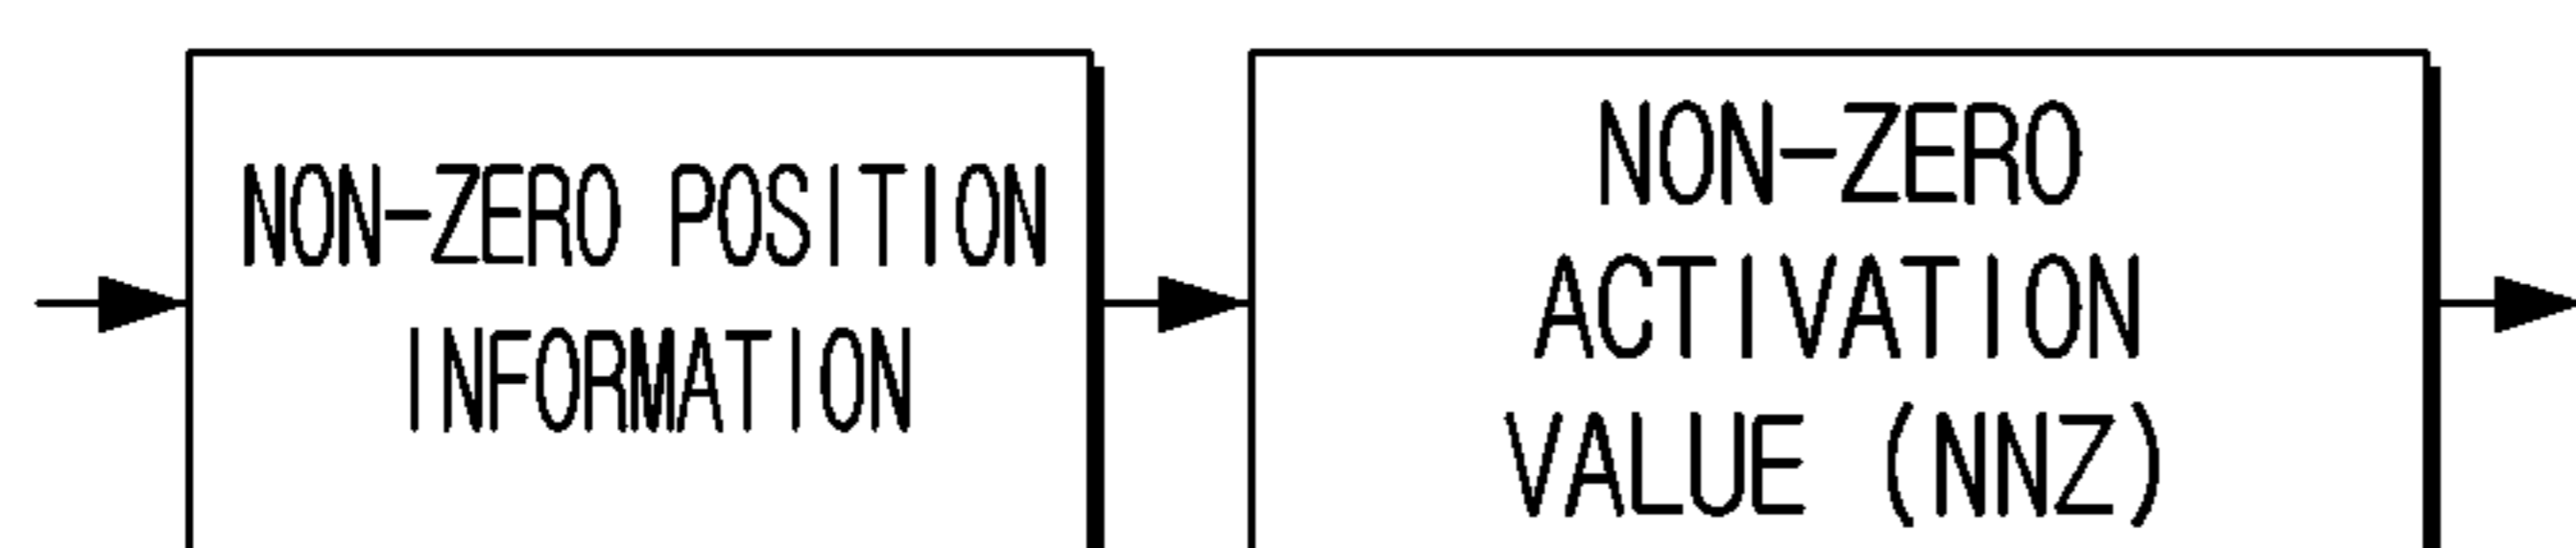 NON-ZERO POSITION
INFORMATION
NON-ZERO
ACTIVATION
VALUE (NNZ)